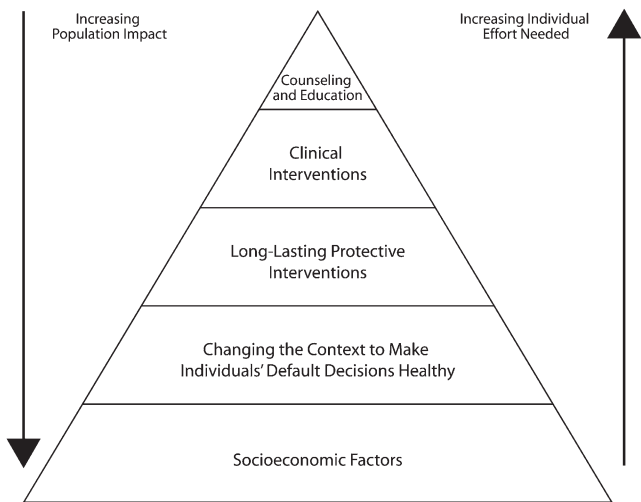 Increasing
Population Impact
Increasing Individual
Effort Needed
Counseling
and Education
Clinical
Interventions
Long-Lasting Protective
Interventions
Changing the Context to Make
Individuals’ Default Decisions Healthy
Socioeconomic Factors